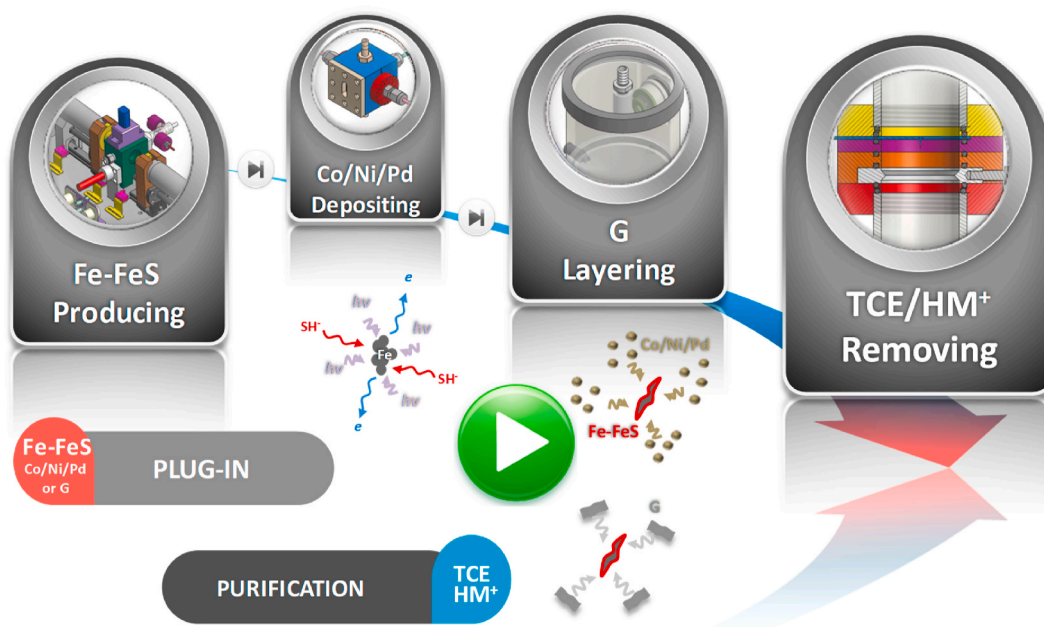 Fe-FeS
Producing
Co/Ni/Pd
Depositing
G
Layering
TCE/HM⁺
Removing
e
hν
SH⁻
hν
Fe
hν
SH⁻
hν
e
Co/Ni/Pd
Fe-FeS
Fe-FeS
Co/Ni/Pd
or G
PLUG-IN
G
PURIFICATION
TCE
HM⁺